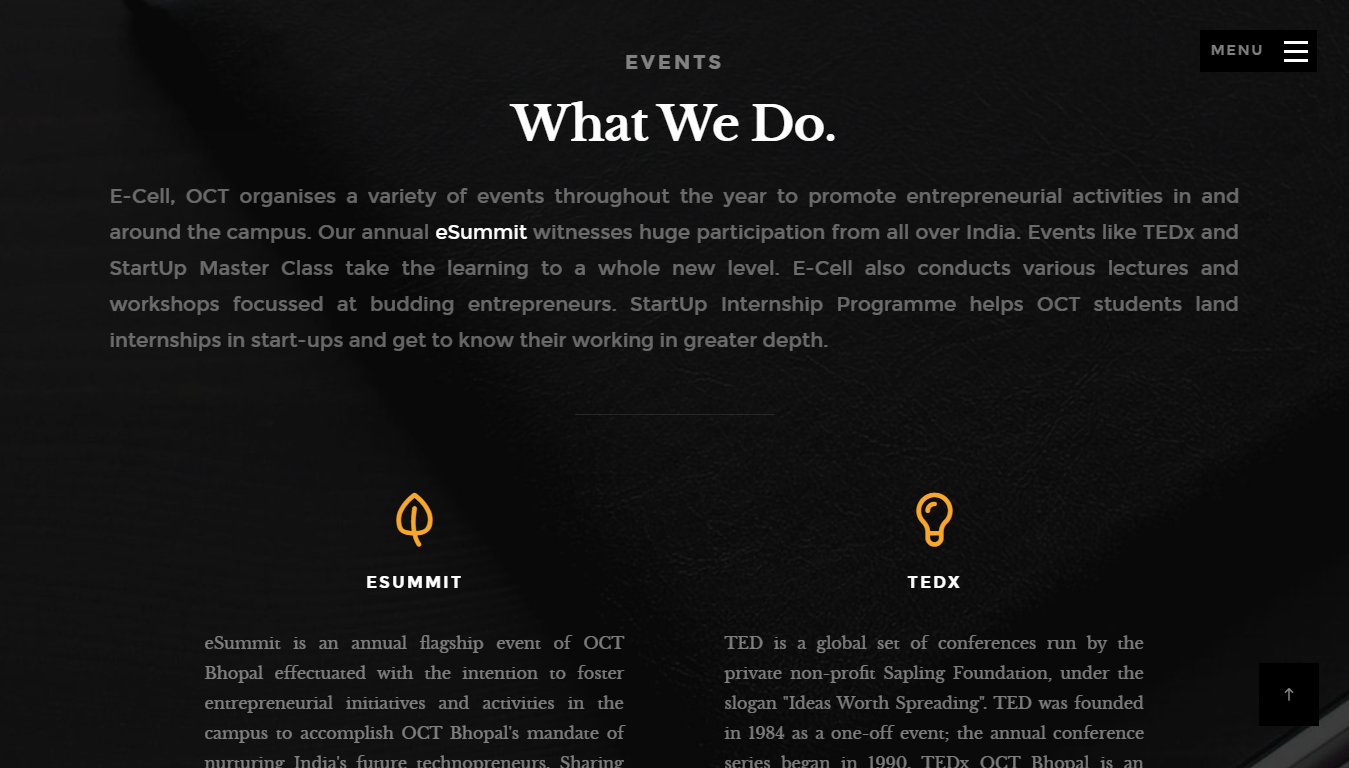 MENU
EVENTS
What We Do.
E-Cell, OCT organises a variety of events throughout the year to promote entrepreneurial activities in and
around the campus. Our annual eSummit witnesses huge participation from all over India. Events like TEDx and
StartUp Master Class take the learning to a whole new level. E-Cell also conducts various lectures and
workshops focussed at budding entrepreneurs. StartUp Internship Programme helps OCT students land
internships in start-ups and get to know their working in greater depth.
ESUMMIT
eSummit is an annual flagship event of OCT
Bhopal effectuated with the intention to foster
entrepreneurial initiatives and activities in the
campus to accomplish OCT Bhopal's mandate of
nurturing India's future technopreneurs. Sharing
TEDX
TED is a global set of conferences run by the
private non-profit Sapling Foundation, under the
slogan "Ideas Worth Spreading". TED was founded
in 1984 as a one-off event; the annual conference
series began in 1990. TEDx OCT Bhopal is an